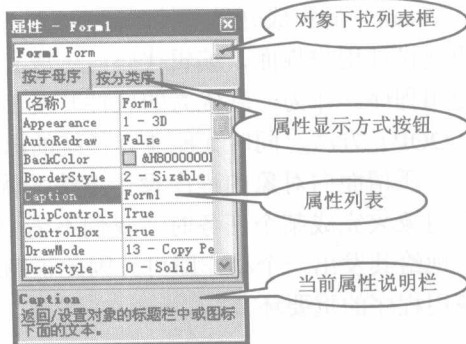 属性 - Form1
Form1 Form
按字母序 按分类序
(名称) Form1
Appearance 1 - 3D
AutoRedraw False
BackColor &H8000000
BorderStyle 2 - Sizable
Caption Form1
ClipControls True
ControlBox True
DrawMode 13 - Copy Pe
DrawStyle 0 - Solid
Caption
返回/设置对象的标题栏中或图标
下面的文本。
对象下拉列表框
属性显示方式按钮
属性列表
当前属性说明栏